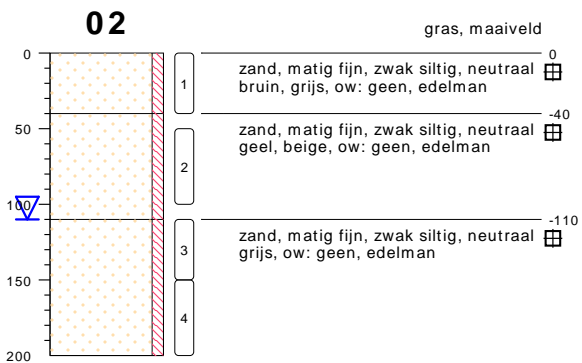 02
gras, maaiveld
0
0
zand, matig fijn, zwak siltig, neutraal
bruin, grijs, ow: geen, edelman
1
-40
50
zand, matig fijn, zwak siltig, neutraal
geel, beige, ow: geen, edelman
2
100
-110
zand, matig fijn, zwak siltig, neutraal
grijs, ow: geen, edelman
3
150
4
200